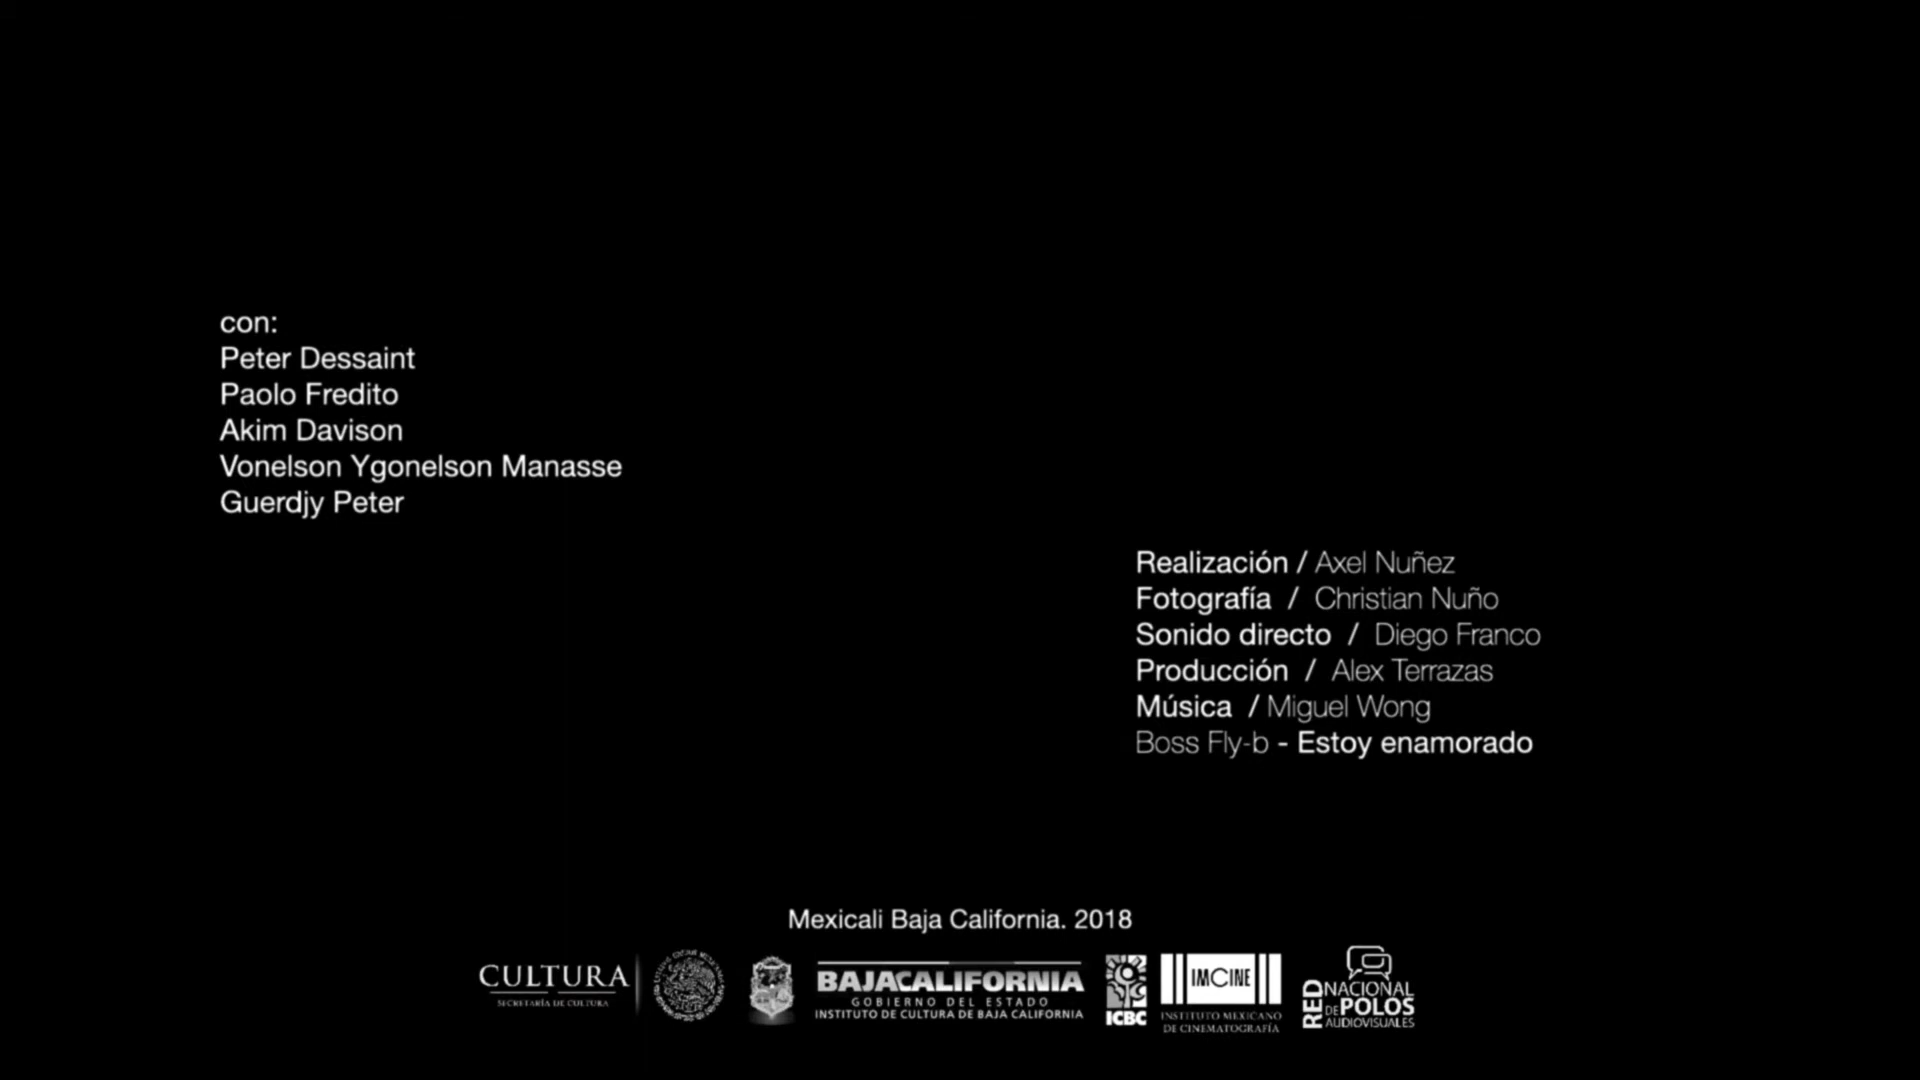 con:
Peter Dessaint
Paolo Fredito
Akim Davison
Vonelson Ygonelson Manasse
Guerdjy Peter
Realización / Axel Nuñez
Fotografía / Christian Nuño
Sonido directo / Diego Franco
Producción / Alex Terrazas
Música / Miguel Wong
Boss Fly-b - Estoy enamorado
Mexicali Baja California. 2018
CULTURA
SECRETARÍA DE CULTURA
BAJACALIFORNIA
GOBIERNO DEL ESTADO
INSTITUTO DE CULTURA DE BAJA CALIFORNIA
ICBC
IMCINE
INSTITUTO MEXICANO
DE CINEMATOGRAFÍA
RED NACIONAL
DE POLOS
AUDIOVISUALES